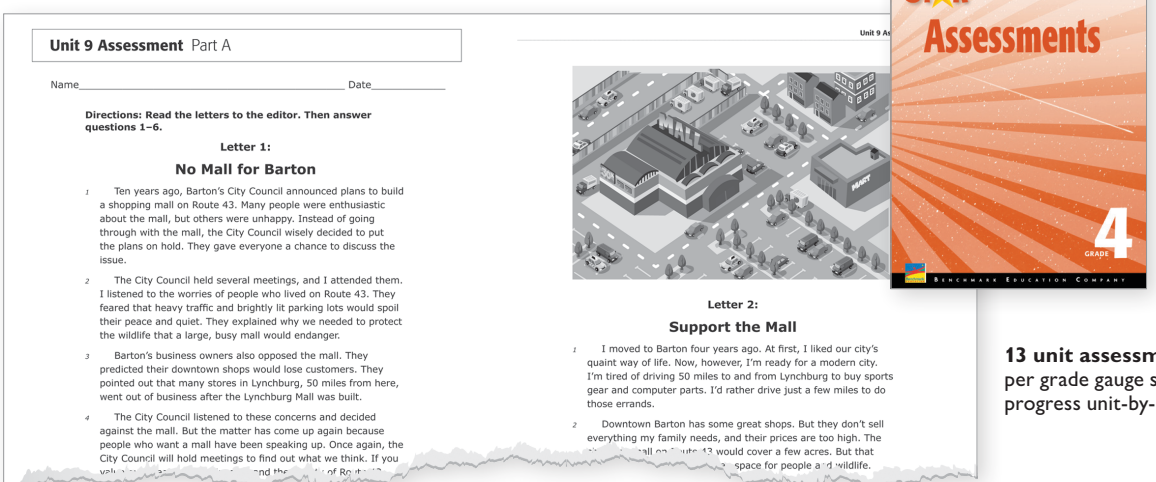 Unit 9 Assessment Part A
Name Date
Directions: Read the letters to the editor. Then answer
questions 1–6.
Letter 1:
No Mall for Barton
1 Ten years ago, Barton's City Council announced plans to build
a shopping mall on Route 43. Many people were enthusiastic
about the mall, but others were unhappy. Instead of going
through with the mall, the City Council wisely decided to put
the plans on hold. They gave everyone a chance to discuss the
issue.
2 The City Council held several meetings, and I attended them.
I listened to the worries of people who lived on Route 43. They
feared that heavy traffic and brightly lit parking lots would spoil
their peace and quiet. They explained why we needed to protect
the wildlife that a large, busy mall would endanger.
3 Barton's business owners also opposed the mall. They
predicted their downtown shops would lose customers. They
pointed out that many stores in Lynchburg, 50 miles from here,
went out of business after the Lynchburg Mall was built.
4 The City Council listened to these concerns and decided
against the mall. But the matter has come up again because
people who want a mall have been speaking up. Once again, the
City Council will hold meetings to find out what we think. If you
Unit 9
MALL
MART
Letter 2:
Support the Mall
1 I moved to Barton four years ago. At first, I liked our city's
quaint way of life. Now, however, I'm ready for a modern city.
I'm tired of driving 50 miles to and from Lynchburg to buy sports
gear and computer parts. I'd rather drive just a few miles to do
those errands.
2 Downtown Barton has some great shops. But they don't sell
everything my family needs, and their prices are too high. The
would cover a few acres. But that
space for people and wildlife.
Assessments
GRADE 4
BENCHMARK EDUCATION COMPANY
13 unit
per grade gauge
progress unit-by-